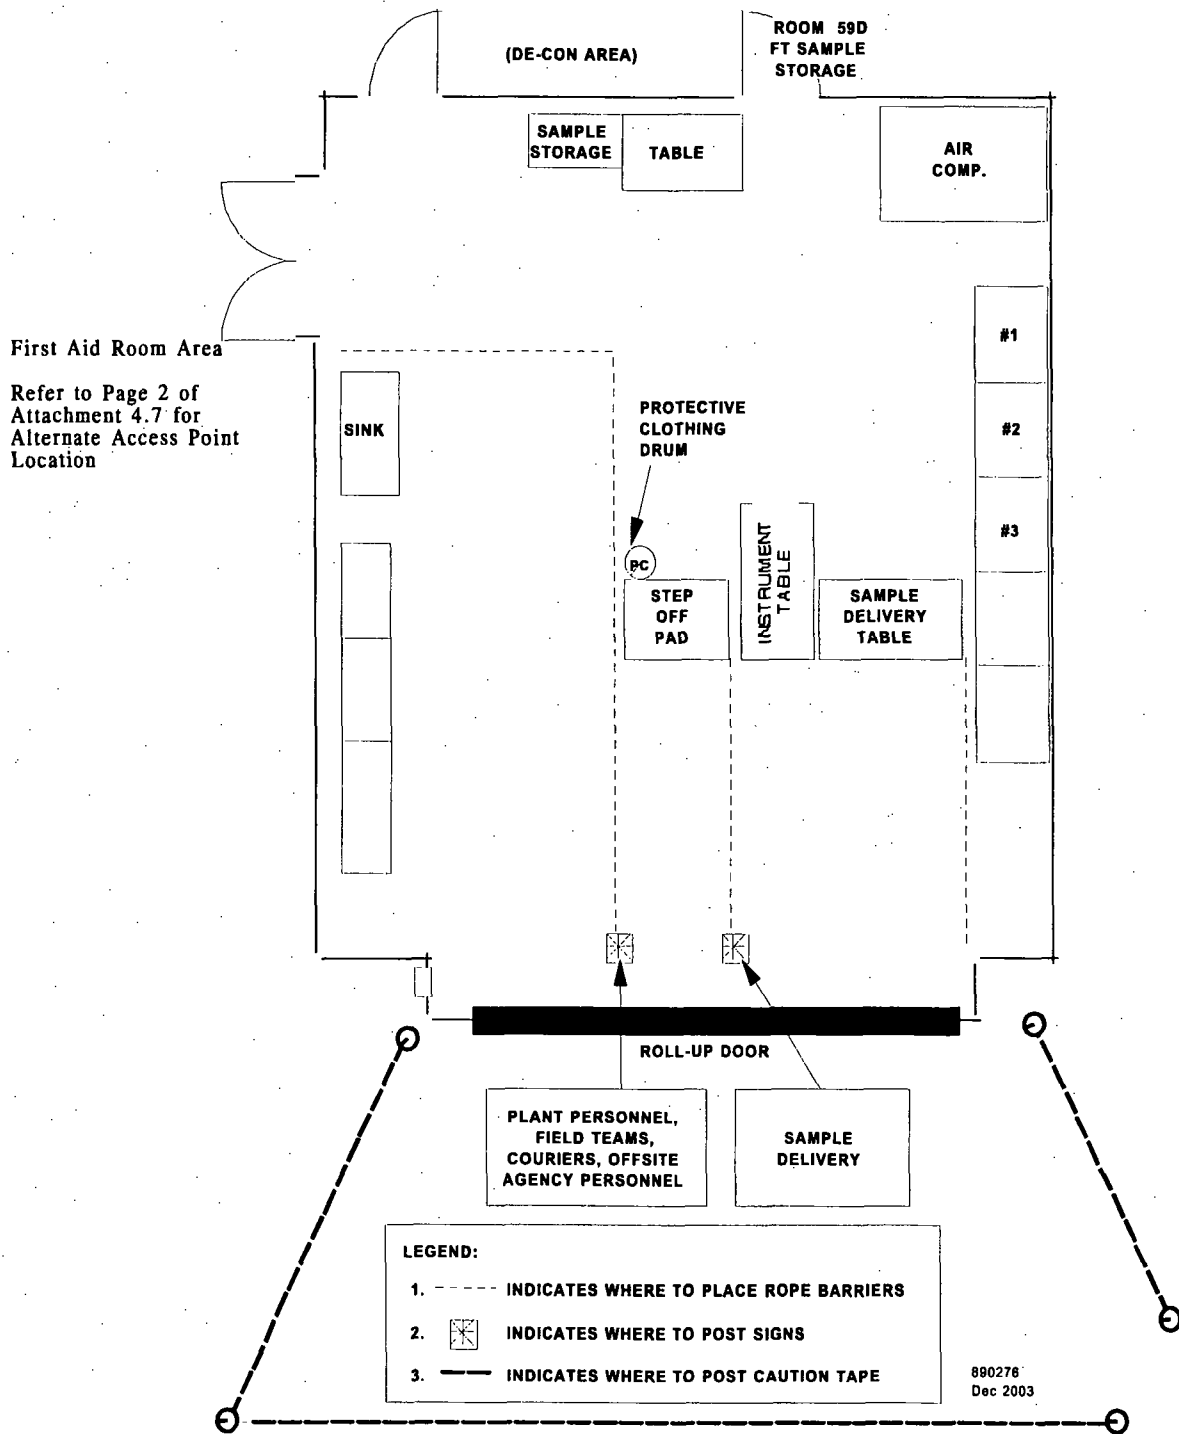 (DE-CON AREA)
ROOM 59D
FT SAMPLE
STORAGE
SAMPLE
STORAGE
TABLE
AIR
COMP.
First Aid Room Area
Refer to Page 2 of
Attachment 4.7 for
Alternate Access Point
Location
#1
SINK
PROTECTIVE
CLOTHING
DRUM
#2
#3
PC
STEP
OFF
PAD
INSTRUMENT
TABLE
SAMPLE
DELIVERY
TABLE
ROLL-UP DOOR
PLANT PERSONNEL,
FIELD TEAMS,
COURIERS, OFFSITE
AGENCY PERSONNEL
SAMPLE
DELIVERY
LEGEND:
1. INDICATES WHERE TO PLACE ROPE BARRIERS
2. INDICATES WHERE TO POST SIGNS
3. INDICATES WHERE TO POST CAUTION TAPE
890276
Dec 2003